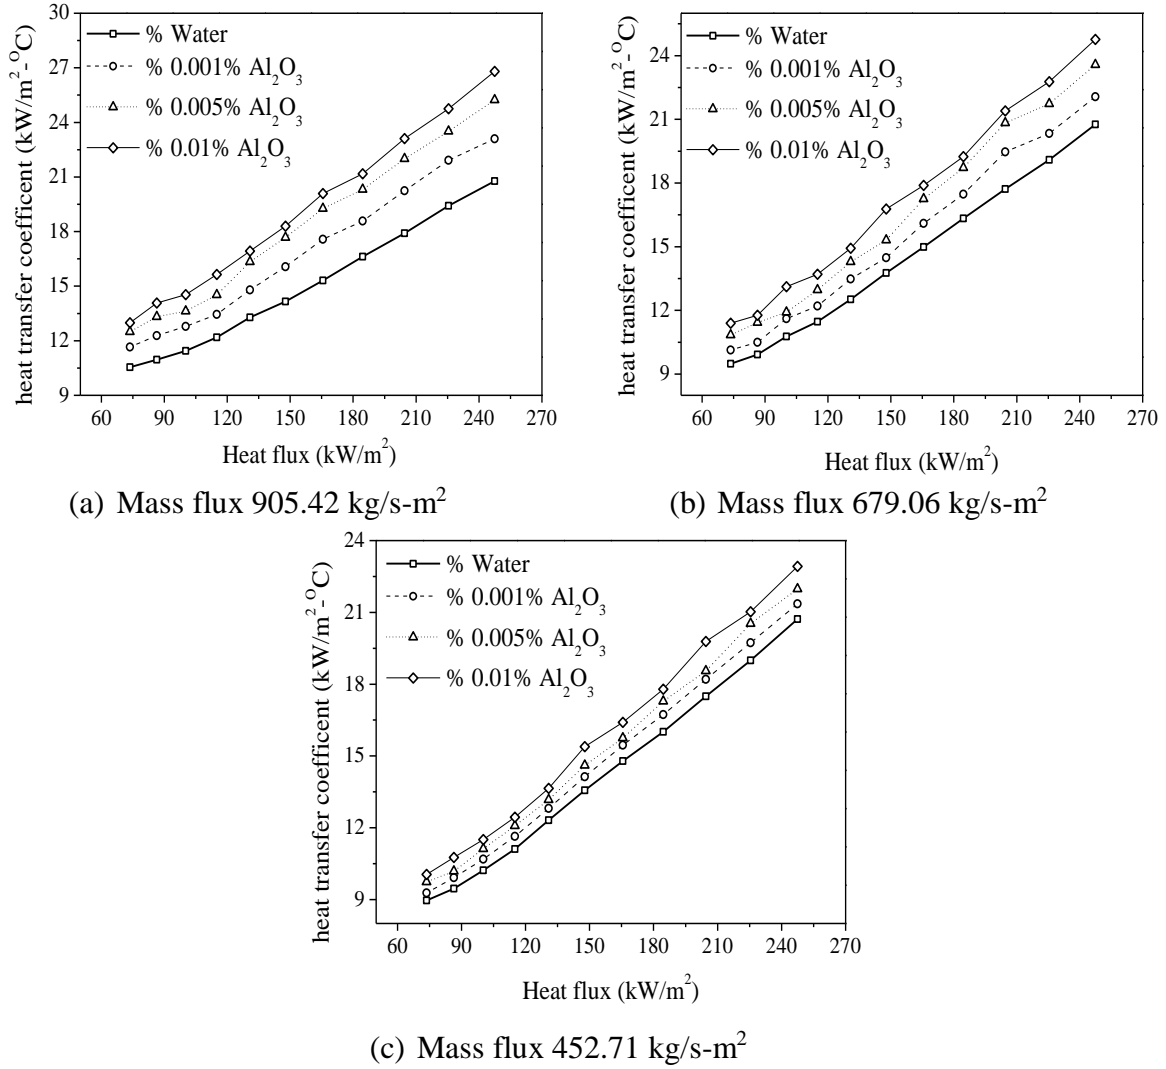 30
27
24
21
18
15
12
9
heat transfer coefficent (kW/m²-ᴼC)
% Water
% 0.001% Al₂O₃
% 0.005% Al₂O₃
% 0.01% Al₂O₃
60 90 120 150 180 210 240 270
Heat flux (kW/m²)
(a) Mass flux 905.42 kg/s-m²
24
21
18
15
12
9
heat transfer coefficent (kW/m²-ᴼC)
% Water
% 0.001% Al₂O₃
% 0.005% Al₂O₃
% 0.01% Al₂O₃
60 90 120 150 180 210 240 270
Heat flux (kW/m²)
(b) Mass flux 679.06 kg/s-m²
24
21
18
15
12
9
heat transfer coefficent (kW/m²-ᴼC)
% Water
% 0.001% Al₂O₃
% 0.005% Al₂O₃
% 0.01% Al₂O₃
60 90 120 150 180 210 240 270
Heat flux (kW/m²)
(c) Mass flux 452.71 kg/s-m²